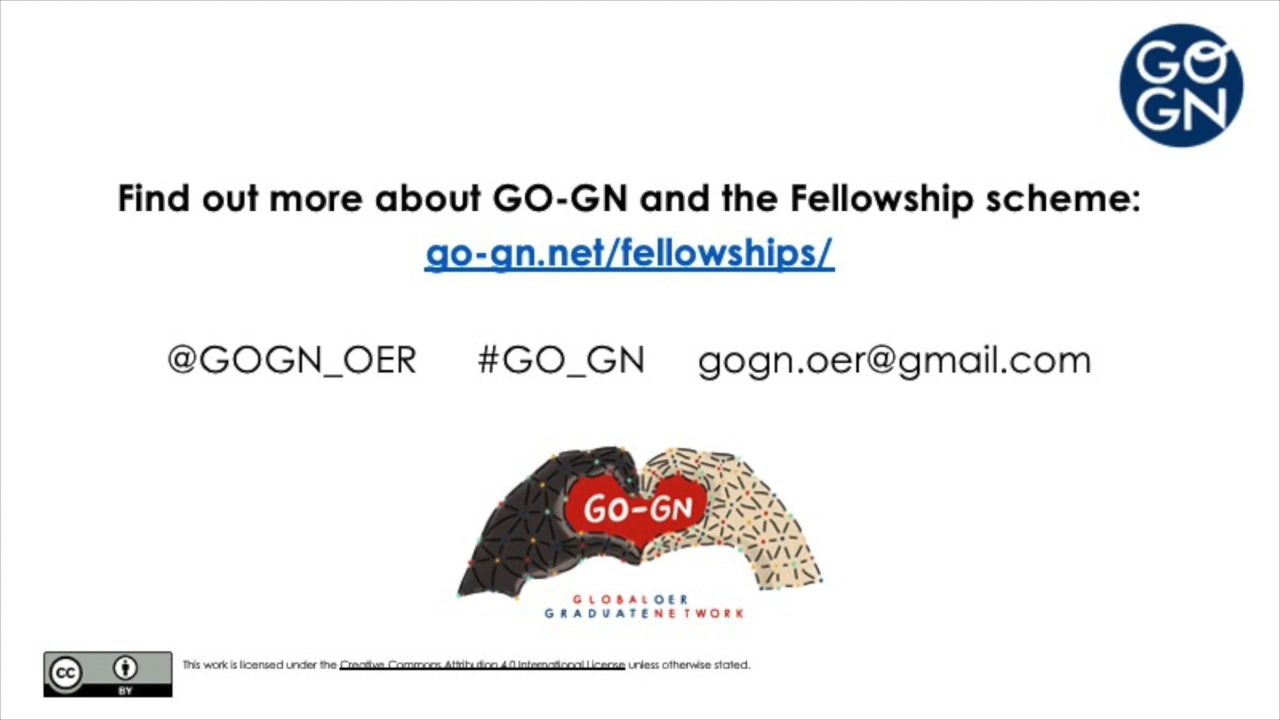 GO
GN
Find out more about GO-GN and the Fellowship scheme:
go-gn.net/fellowships/
@GOGN_OER #GO_GN gogn.oer@gmail.com
GO-GN
GLOBAL OER
GRADUATE NETWORK
This work is licensed under the Creative Commons Attribution 4.0 International License unless otherwise stated.
CC
BY